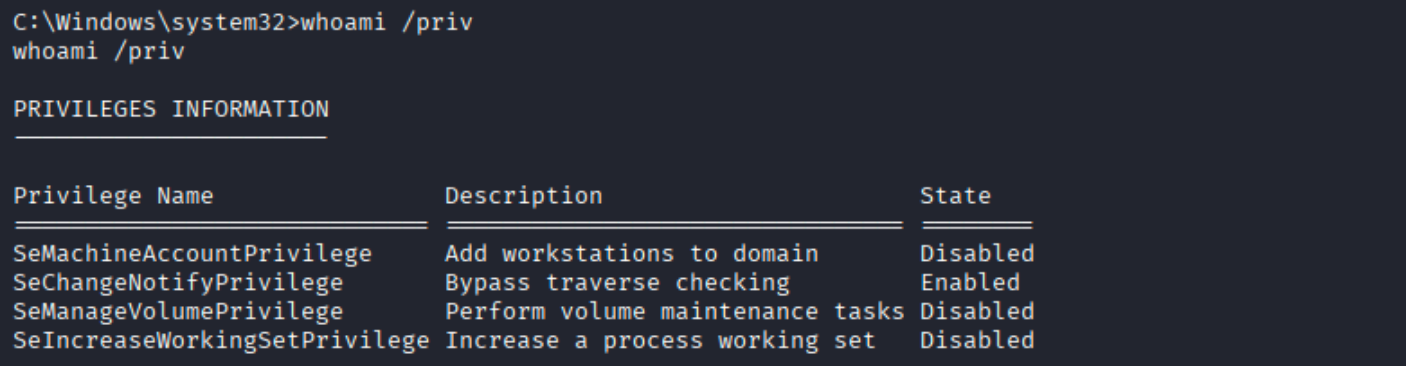 C:\Windows\system32>whoami /priv
whoami /priv
PRIVILEGES INFORMATION
Privilege Name Description State
SeMachineAccountPrivilege Add workstations to domain Disabled
SeChangeNotifyPrivilege Bypass traverse checking Enabled
SeManageVolumePrivilege Perform volume maintenance tasks Disabled
SeIncreaseWorkingSetPrivilege Increase a process working set Disabled